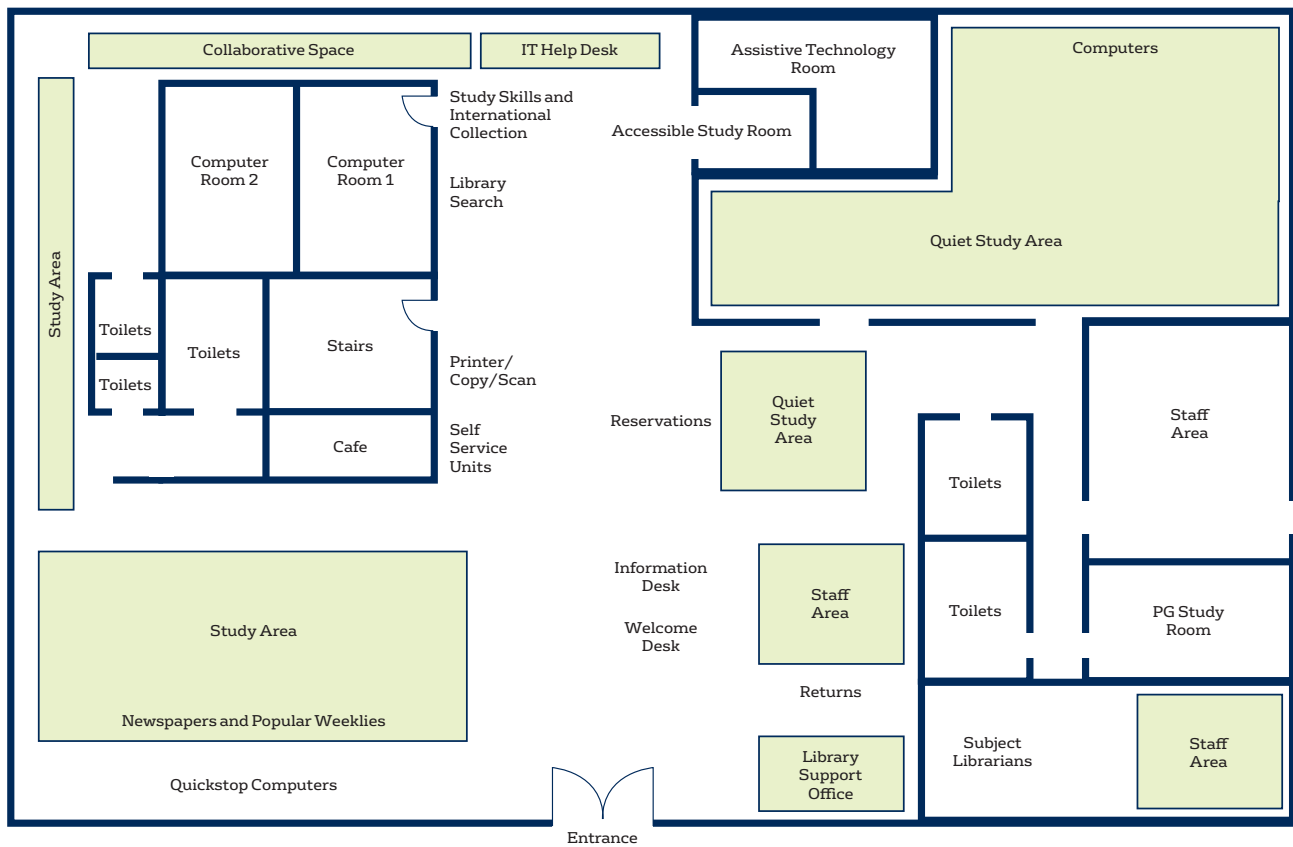 Collaborative Space
IT Help Desk
Assistive Technology
Room
Computers
Study Skills and
International
Collection
Accessible Study Room
Computer
Room 2
Computer
Room 1
Library
Search
Quiet Study Area
Study Area
Toilets
Toilets
Toilets
Stairs
Printer/
Copy/Scan
Cafe
Self
Service
Units
Reservations
Quiet
Study
Area
Staff
Area
Toilets
Toilets
Information
Desk
Welcome
Desk
Staff
Area
PG Study
Room
Study Area
Newspapers and Popular Weeklies
Returns
Quickstop Computers
Library
Support
Office
Subject
Librarians
Staff
Area
Entrance